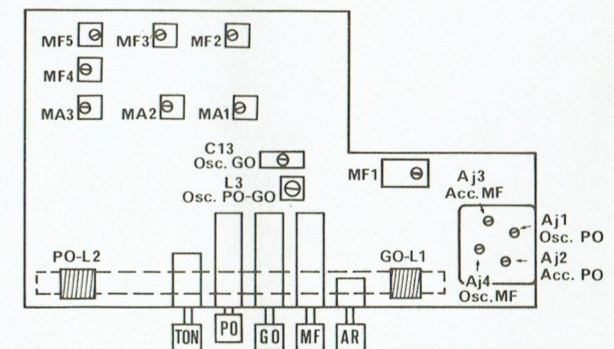 MF5
MF3
MF2
MF4
MA3
MA2
MA1
C13
Osc. GO
L3
Osc. PO-GO
MF1
Aj3
Acc. MF
Aj1
Osc. PO
Aj2
Acc. PO
Aj4
Osc. MF
PO-L2
GO-L1
TON
PO
GO
MF
AR